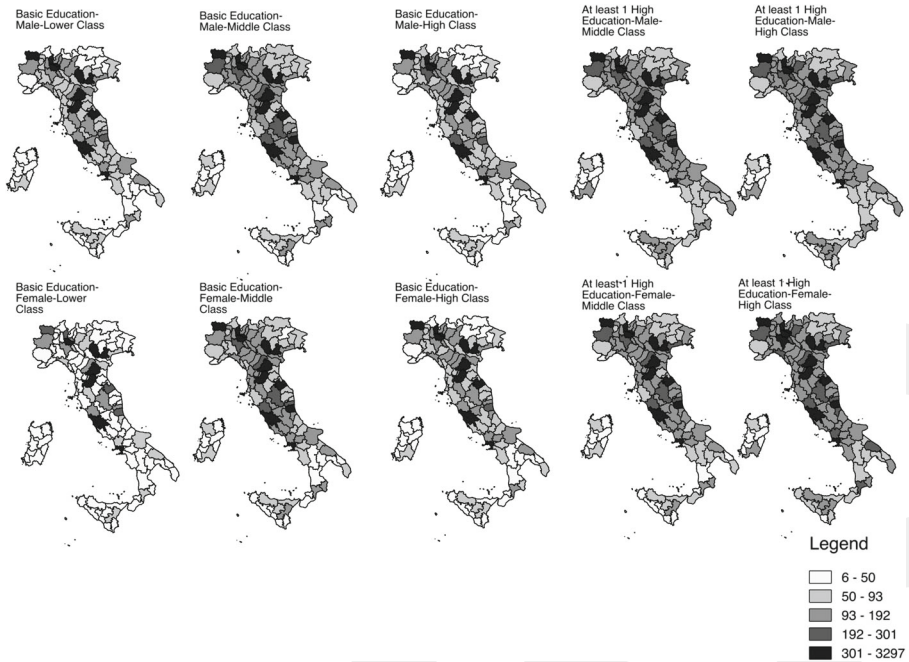 Basic Education-
Male-Lower Class
Basic Education-
Male-Middle Class
Basic Education-
Male-High Class
At least 1 High
Education-Male-
Middle Class
At least 1 High
Education-Male-
High Class
Basic Education-
Female-Lower
Class
Basic Education-
Female-Middle
Class
Basic Education-
Female-High Class
At least 1 High
Education-Female-
Middle Class
At least 1 High
Education-Female-
High Class
Legend
6 - 50
50 - 93
93 - 192
192 - 301
301 - 3297